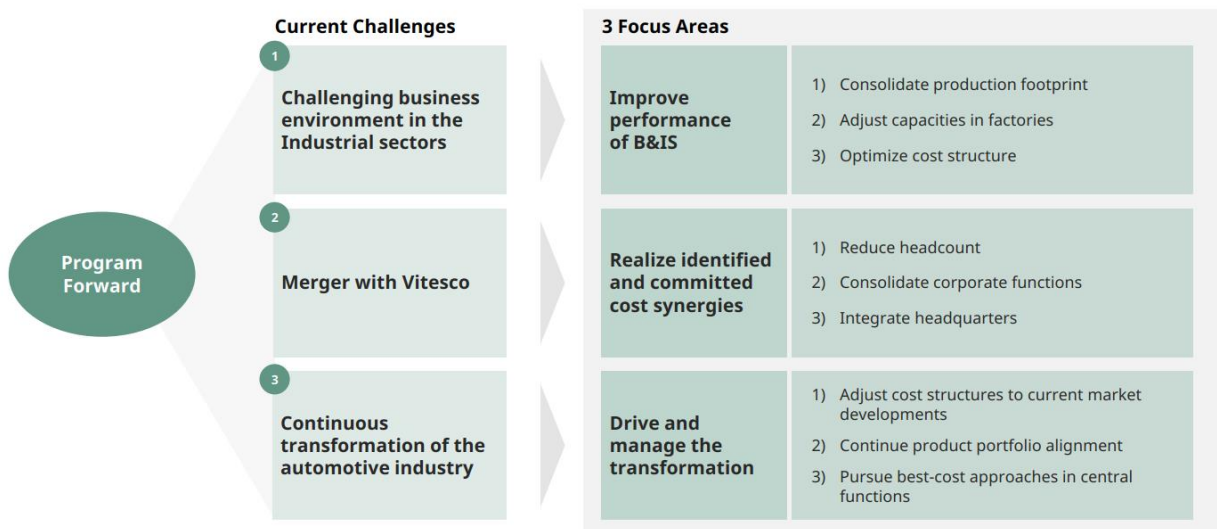 Current Challenges
3 Focus Areas
Program
Forward
1
Challenging business
environment in the
Industrial sectors
Improve
performance
of B&IS
1) Consolidate production footprint
2) Adjust capacities in factories
3) Optimize cost structure
2
Merger with Vitesco
Realize identified
and committed
cost synergies
1) Reduce headcount
2) Consolidate corporate functions
3) Integrate headquarters
3
Continuous
transformation of the
automotive industry
Drive and
manage the
transformation
1) Adjust cost structures to current market
developments
2) Continue product portfolio alignment
3) Pursue best-cost approaches in central
functions